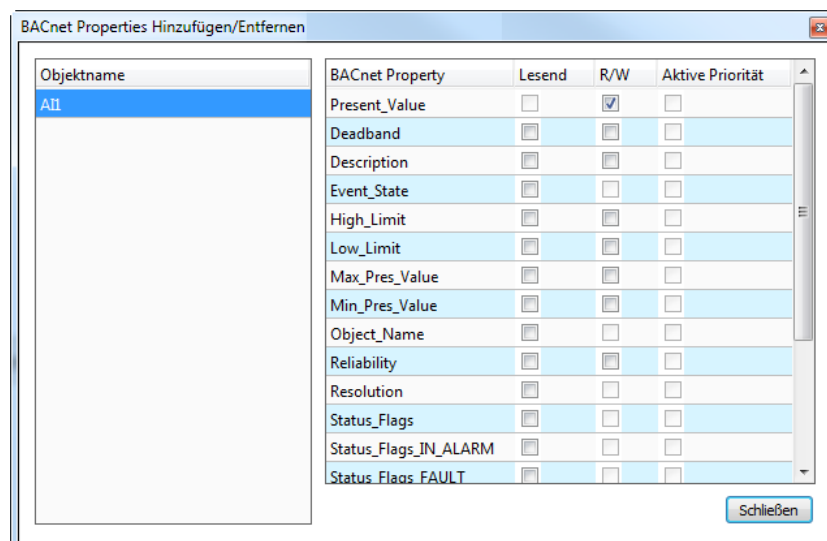 BACnet Properties Hinzufügen/Entfernen
Objektname
AI1
BACnet Property Lesend R/W Aktive Priorität
Present_Value
Deadband
Description
Event_State
High_Limit
Low_Limit
Max_Pres_Value
Min_Pres_Value
Object_Name
Reliability
Resolution
Status_Flags
Status_Flags_IN_ALARM
Status_Flags_FAULT
Schließen